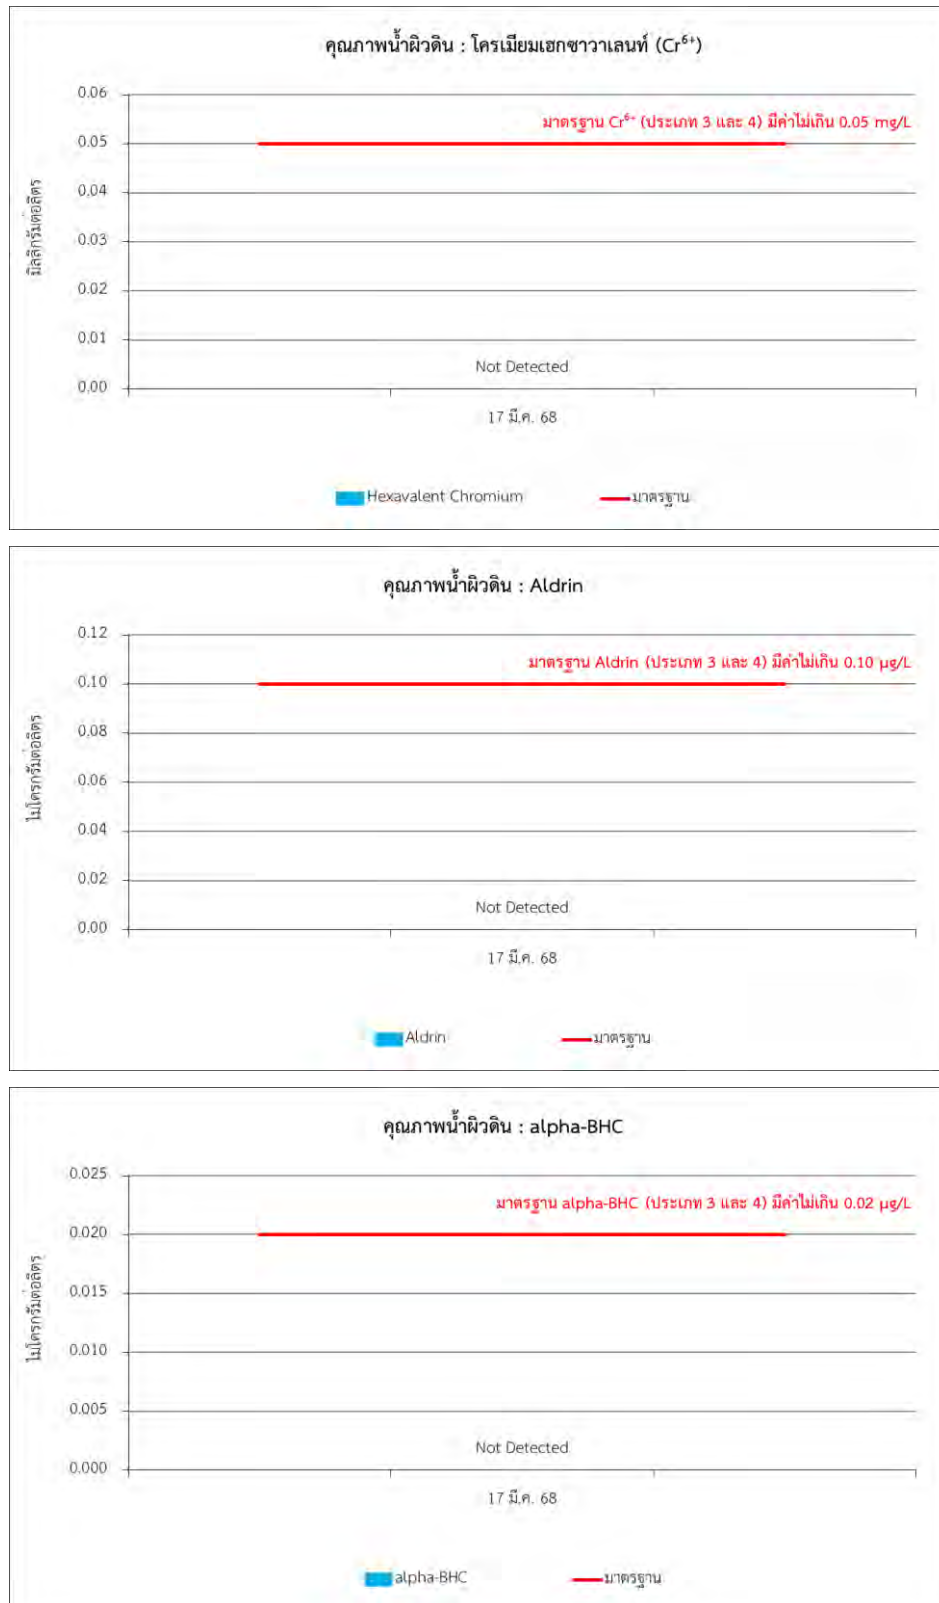 คุณภาพน้ำผิวดิน : โครเมียมเฮกซาวาเลนท์ (Cr⁶⁺)
0.06
มาตรฐาน Cr⁶⁺ (ประเภท 3 และ 4) มีค่าไม่เกิน 0.05 mg/L
0.05
0.04
0.03
0.02
0.01
0.00
มิลลิกรัมต่อลิตร
Not Detected
17 มี.ค. 68
Hexavalent Chromium
มาตรฐาน
คุณภาพน้ำผิวดิน : Aldrin
0.12
มาตรฐาน Aldrin (ประเภท 3 และ 4) มีค่าไม่เกิน 0.10 µg/L
0.10
0.08
0.06
0.04
0.02
0.00
ไมโครกรัมต่อลิตร
Not Detected
17 มี.ค. 68
Aldrin
มาตรฐาน
คุณภาพน้ำผิวดิน : alpha-BHC
0.025
มาตรฐาน alpha-BHC (ประเภท 3 และ 4) มีค่าไม่เกิน 0.02 µg/L
0.020
0.015
0.010
0.005
0.000
ไมโครกรัมต่อลิตร
Not Detected
17 มี.ค. 68
alpha-BHC
มาตรฐาน